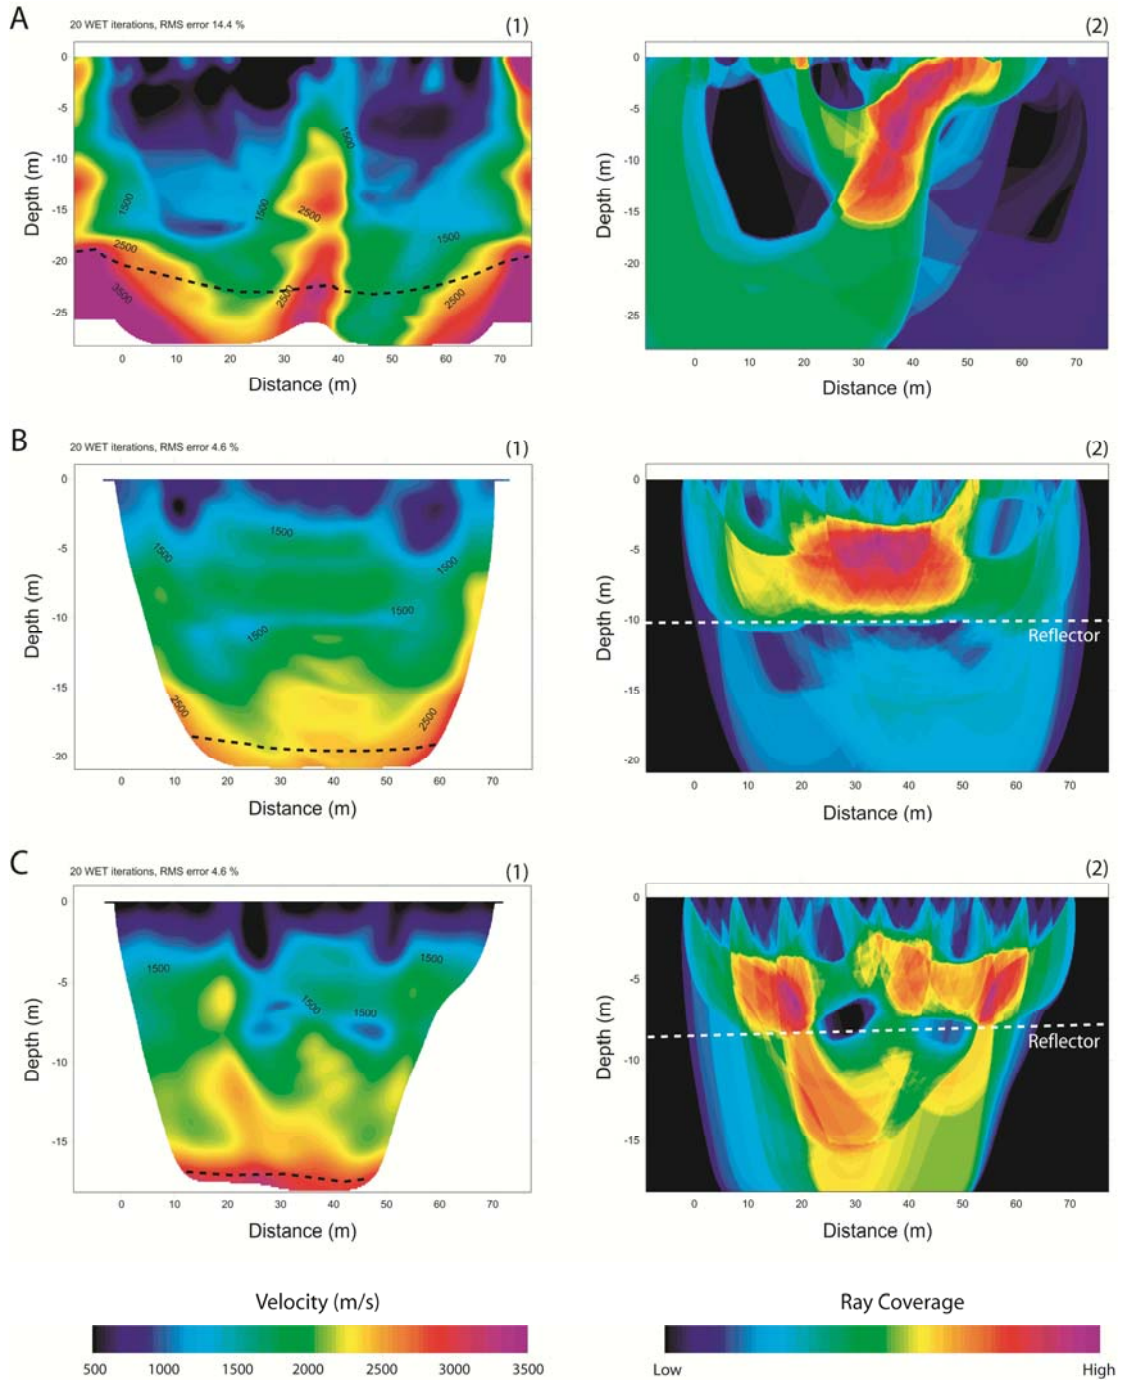 A
20 WET iterations, RMS error 14.4 %
(1)
(2)
0
-5
-10
-15
-20
-25
Depth (m)
1500
1500
1500
2500
1500
2500
3500
2500
2500
0 10 20 30 40 50 60 70
Distance (m)
0
-5
-10
-15
-20
-25
Depth (m)
0 10 20 30 40 50 60 70
Distance (m)
B
20 WET iterations, RMS error 4.6 %
(1)
(2)
0
-5
-10
-15
-20
Depth (m)
1500
1500
1500
1500
1500
2500
2500
0 10 20 30 40 50 60 70
Distance (m)
0
-5
-10
-15
-20
Depth (m)
Reflector
0 10 20 30 40 50 60 70
Distance (m)
C
20 WET iterations, RMS error 4.6 %
(1)
(2)
0
-5
-10
-15
Depth (m)
1500
1500
1500
1500
0 10 20 30 40 50 60 70
Distance (m)
0
-5
-10
-15
Depth (m)
Reflector
0 10 20 30 40 50 60 70
Distance (m)
Velocity (m/s)
500 1000 1500 2000 2500 3000 3500
Ray Coverage
Low High